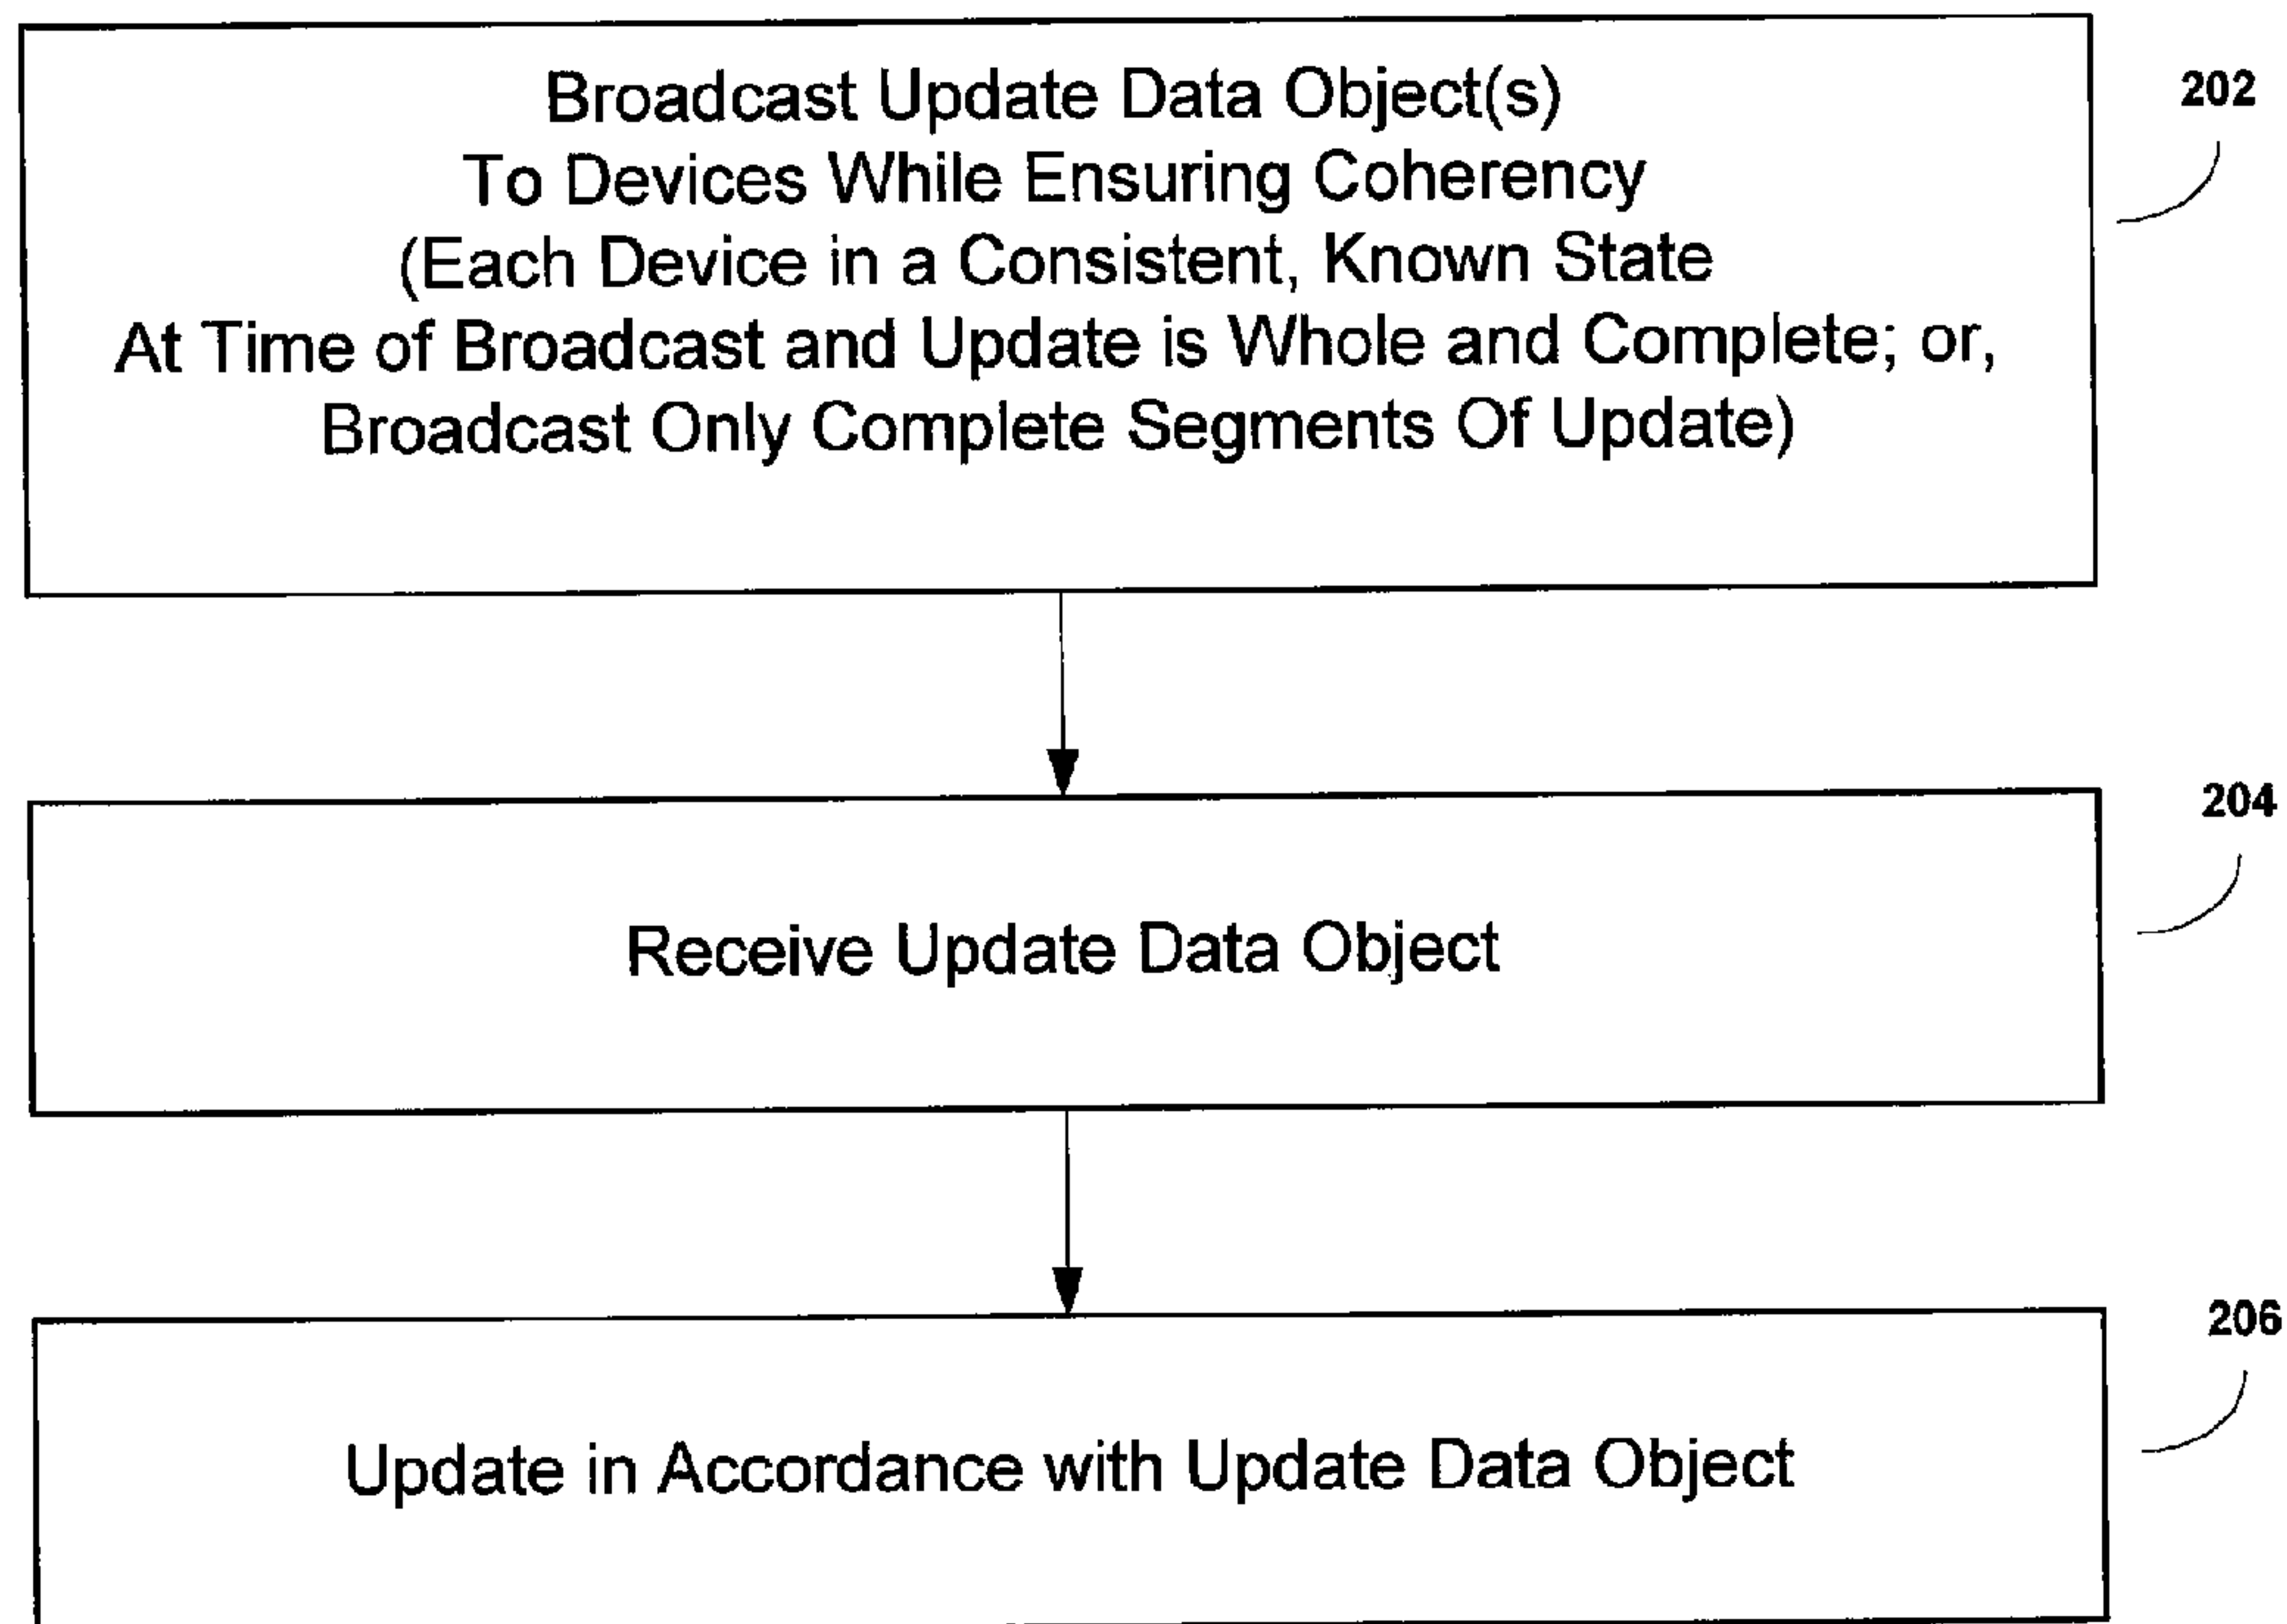 Broadcast Update Data Object(s)
202
To Devices While Ensuring Coherency
(Each Device in a Consistent, Known State
At Time of Broadcast and Update is Whole and Complete; or,
Broadcast Only Complete Segments Of Update)
204
Receive Update Data Object
206
Update in Accordance with Update Data Object